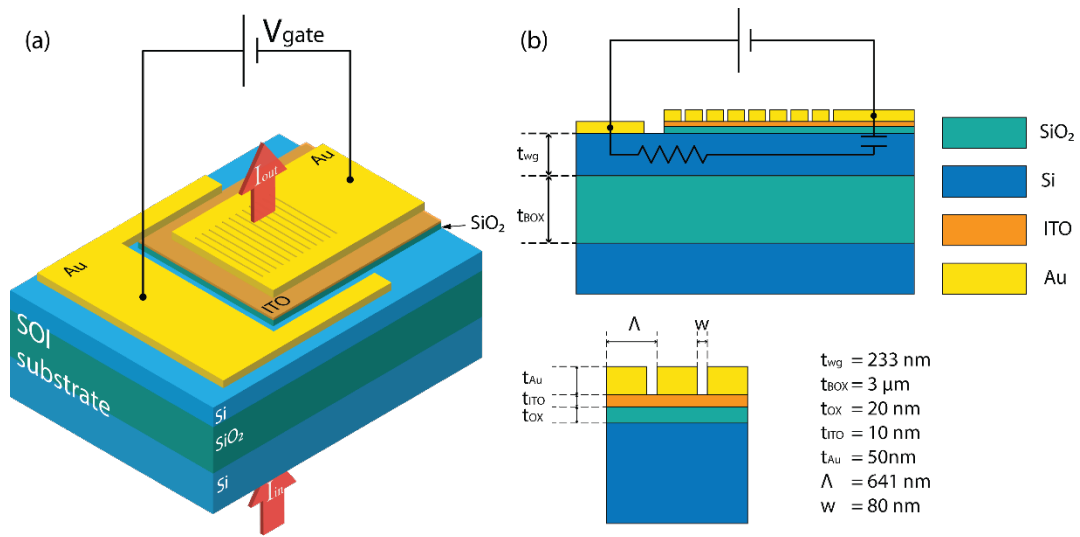 (a)
Vgate
Au
Iout
SiO₂
Au
ITO
SOI
substrate
Si
SiO₂
Si
Iin
(b)
twg
tBOX
SiO₂
Si
ITO
Au
Λ
w
tAu
tITO
tOX
twg = 233 nm
tBOX = 3 μm
tOX = 20 nm
tITO = 10 nm
tAu = 50nm
Λ = 641 nm
w = 80 nm